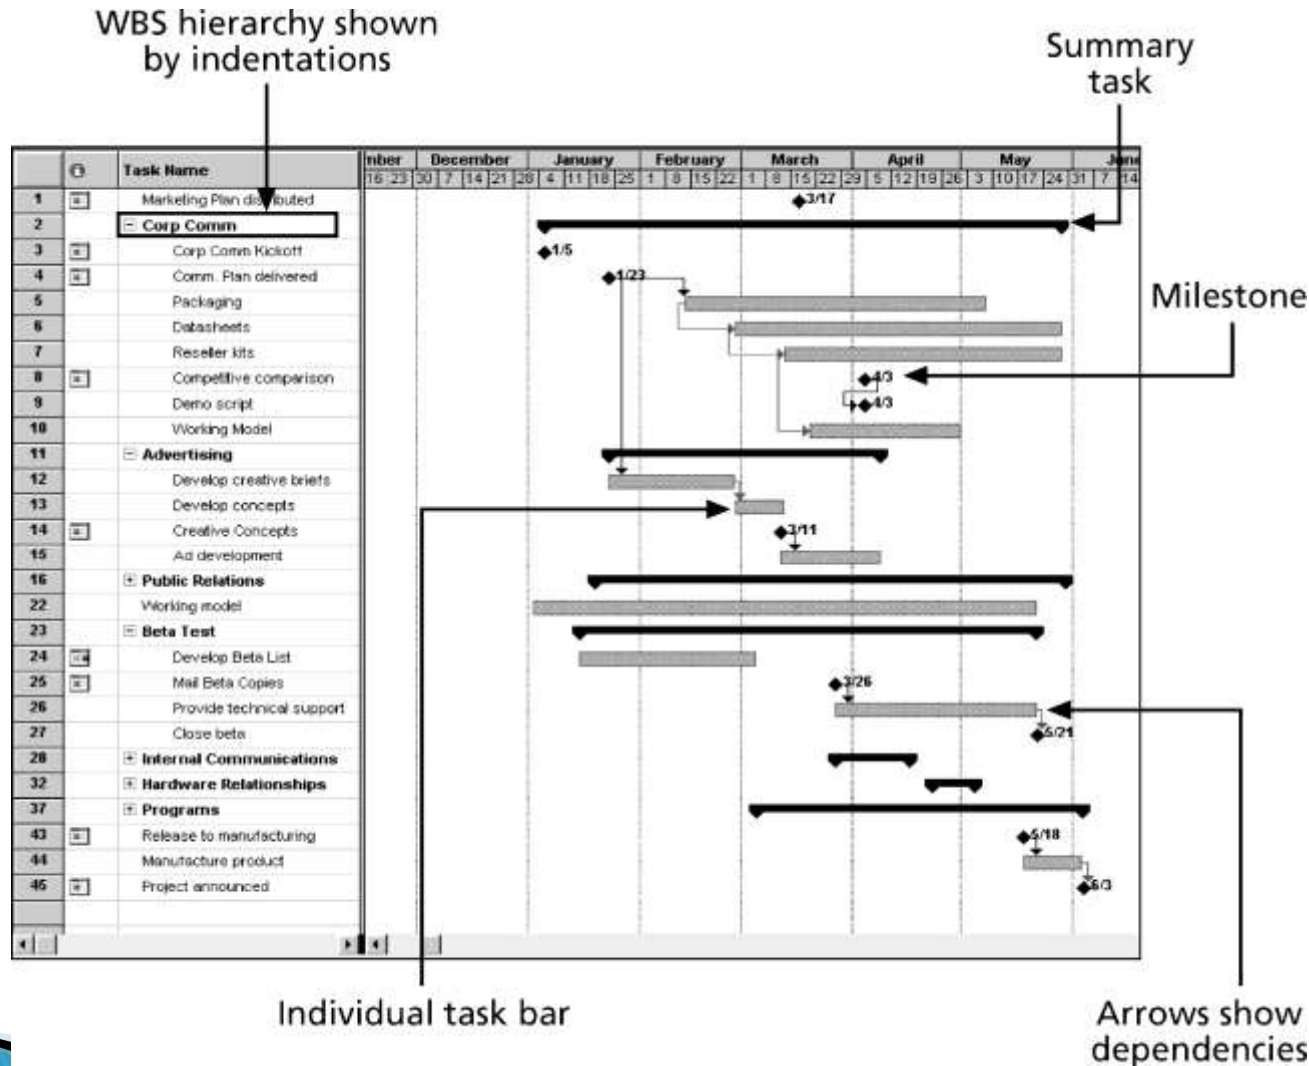 WBS hierarchy shown
by indentations
Summary
task
Task Name
mber December January February March April May June
16 23 30 7 14 21 28 4 11 18 25 1 8 15 22 1 8 15 22 29 5 12 19 26 3 10 17 24 31 7 14
1 Marketing Plan distributed 3/17
2 Corp Comm
3 Corp Comm Kickoff 1/5
4 Comm. Plan delivered 1/23
5 Packaging
Milestone
6 Datasheets
7 Reseller kits
8 Competitive comparison 4/3
9 Demo script 4/3
10 Working Model
11 Advertising
12 Develop creative briefs
13 Develop concepts
14 Creative Concepts 3/11
15 Ad development
16 Public Relations
22 Working model
23 Beta Test
24 Develop Beta List
25 Mail Beta Copies 3/26
26 Provide technical support
27 Close beta 5/21
28 Internal Communications
32 Hardware Relationships
37 Programs
43 Release to manufacturing 5/18
44 Manufacture product
45 Project announced 6/3
Individual task bar
Arrows show
dependencies